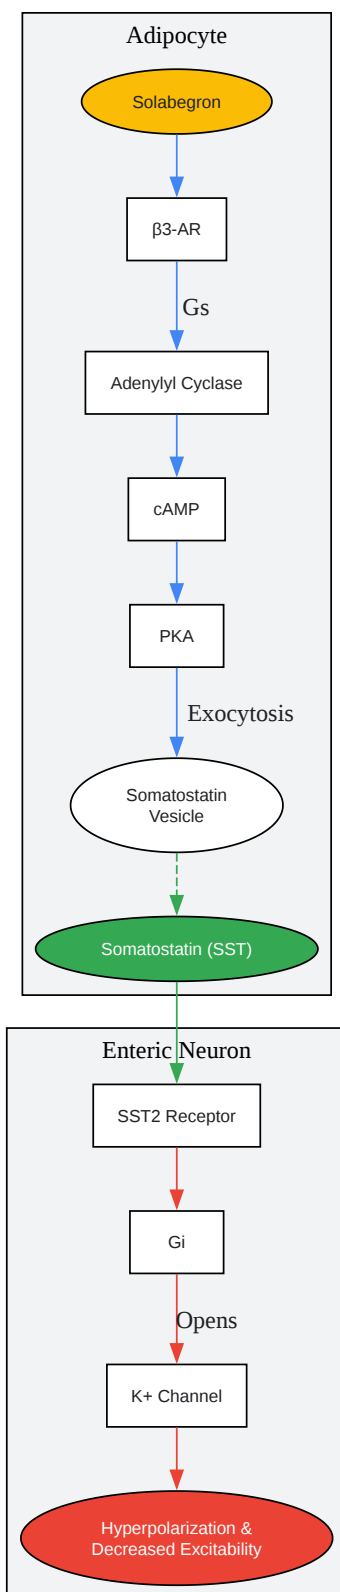 Adipocyte
Solabegron
β3-AR
Gs
Adenylyl Cyclase
cAMP
PKA
Exocytosis
Somatostatin
Vesicle
Somatostatin (SST)
Enteric Neuron
SST2 Receptor
Gi
Opens
K+ Channel
Hyperpolarization &
Decreased Excitability